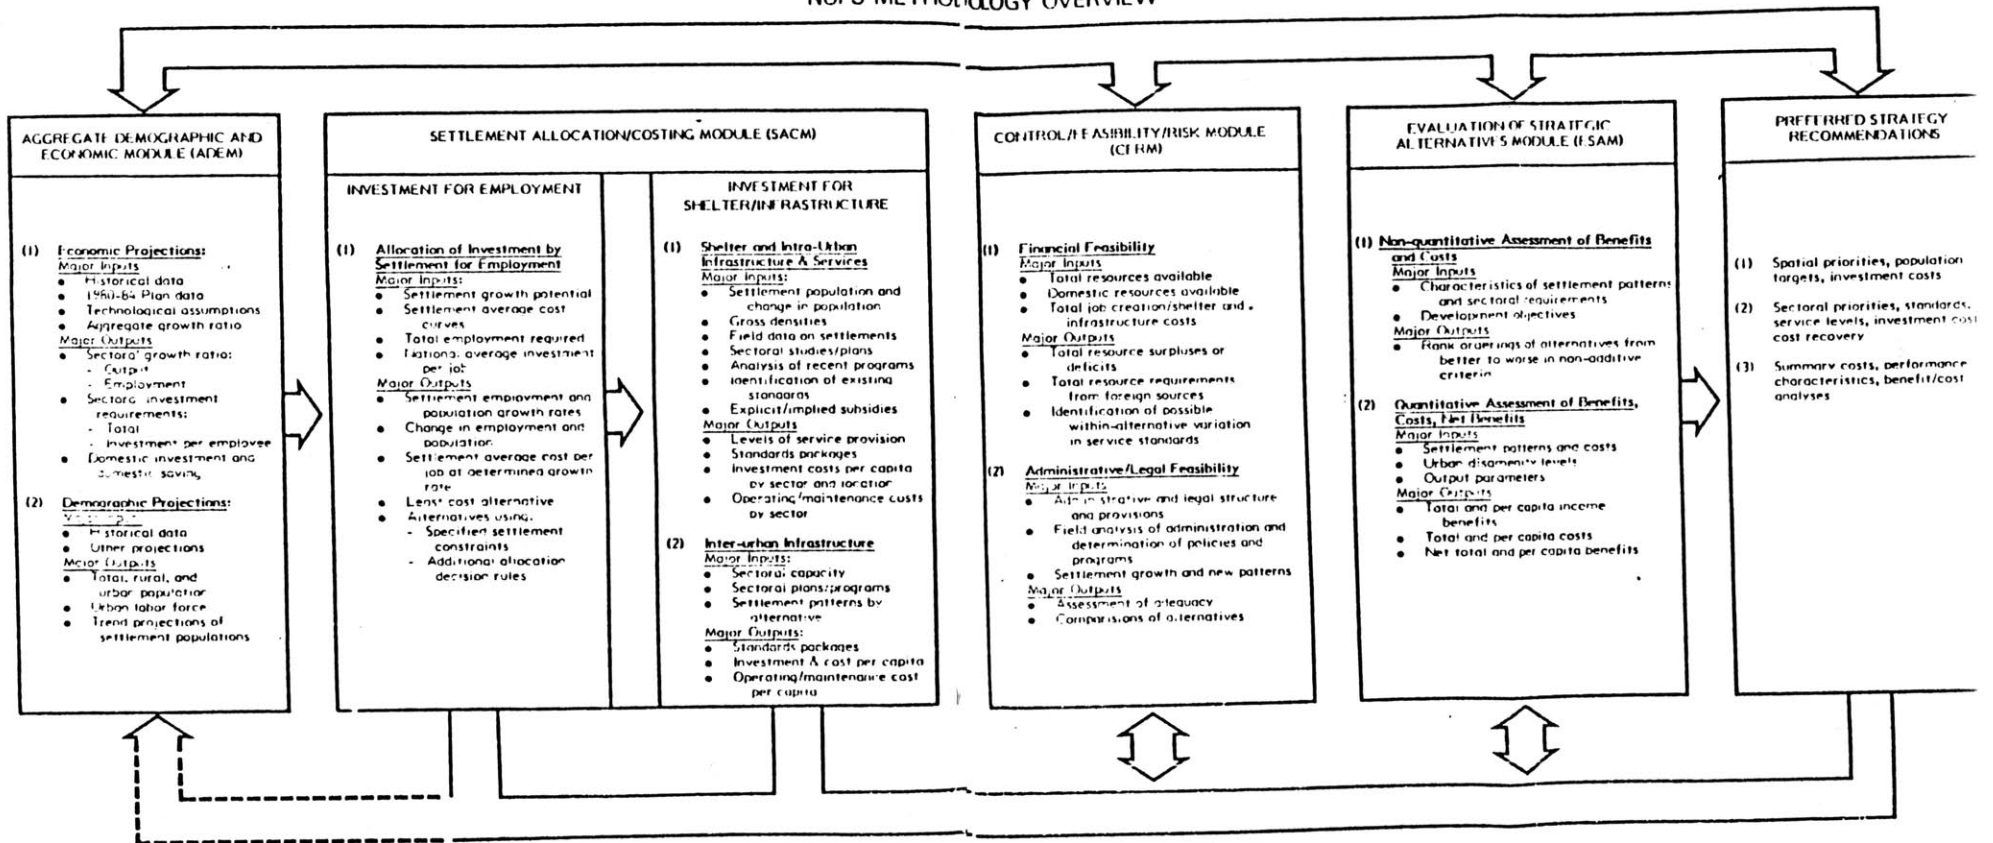 METHODOLOGY OVERVIEW
AGGREGATE DEMOGRAPHIC AND
ECONOMIC MODULE (ADEM)
(1) Economic Projections:
Major Inputs
• Historical data
• 1980-84 Plan data
• Technological assumptions
• Aggregate growth ratio
Major Outputs
• Sectoral growth ratio:
- Output
- Employment
• Sectoral investment
requirements:
- Total
- Investment per employee
• Domestic investment and
domestic saving
(2) Demographic Projections:
• Historical data
• Other projections
Major Outputs
• Total, rural, and
urban population
• Urban labor force
• Trend projections of
settlement populations
SETTLEMENT ALLOCATION/COSTING MODULE (SACM)
INVESTMENT FOR EMPLOYMENT
(1) Allocation of Investment by
Settlement for Employment
Major Inputs:
• Settlement growth potential
• Settlement average cost
curves
• Total employment required
• National average investment
per job
Major Outputs
• Settlement employment and
population growth rates
• Change in employment and
population
• Settlement average cost per
job at determined growth
rate
• Least cost alternative
• Alternatives using:
- Specified settlement
constraints
- Additional allocation
decision rules
INVESTMENT FOR
SHELTER/INFRASTRUCTURE
(1) Shelter and Intra-Urban
Infrastructure & Services
Major Inputs:
• Settlement population and
change in population
• Gross densities
• Field data on settlements
• Sectoral studies/plans
• Analysis of recent programs
• Identification of existing
standards
• Explicit/implied subsidies
Major Outputs
• Levels of service provision
• Standards packages
• Investment costs per capita
by sector and location
• Operating/maintenance costs
by sector
(2) Inter-urban Infrastructure
Major Inputs:
• Sectoral capacity
• Sectoral plans/programs
• Settlement patterns by
alternative
Major Outputs:
• Standards packages
• Investment & cost per capita
• Operating/maintenance cost
per capita
CONTROL/FEASIBILITY/RISK MODULE
(CFRM)
(1) Financial Feasibility
Major Inputs
• Total resources available
• Domestic resources available
• Total job creation/shelter and
infrastructure costs
Major Outputs
• Total resource surpluses or
deficits
• Total resource requirements
from foreign sources
• Identification of possible
within-alternative variation
in service standards
(2) Administrative/Legal Feasibility
Major Inputs
• Administrative and legal structure
and provisions
• Field analysis of administration and
determination of policies and
programs
• Settlement growth and new patterns
Major Outputs
• Assessment of adequacy
• Comparisions of alternatives
EVALUATION OF STRATEGIC
ALTERNATIVES MODULE (ESAM)
(1) Non-quantitative Assessment of Benefits
and Costs
Major Inputs
• Characteristics of settlement patterns
and sectoral requirements
• Development objectives
Major Outputs
• Rank orderings of alternatives from
better to worse in non-additive
criteria
(2) Quantitative Assessment of Benefits,
Costs, Net Benefits
Major Inputs
• Settlement patterns and costs
• Urban disamenity levels
• Output parameters
Major Outputs
• Total and per capita income
benefits
• Total and per capita costs
• Net total and per capita benefits
PREFERRED STRATEGY
RECOMMENDATIONS
(1) Spatial priorities, population
targets, investment costs
(2) Sectoral priorities, standards,
service levels, investment cost
cost recovery
(3) Summary costs, performance
characteristics, benefit/cost
analyses